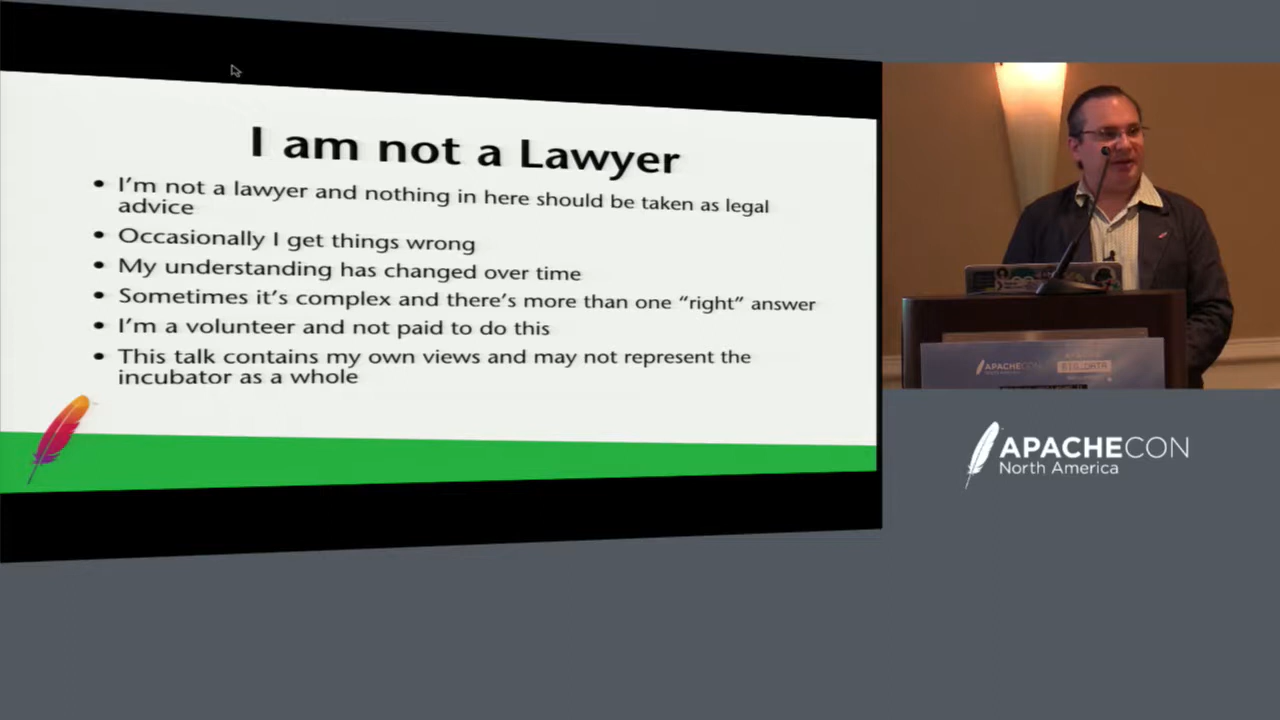 I am not a Lawyer
• I'm not a lawyer and nothing in here should be taken as legal
advice
• Occasionally I get things wrong
• My understanding has changed over time
• Sometimes it's complex and there's more than one “right” answer
• I'm a volunteer and not paid to do this
• This talk contains my own views and may not represent the
incubator as a whole
APACHECON
BIG_DATA
APACHECON
North America